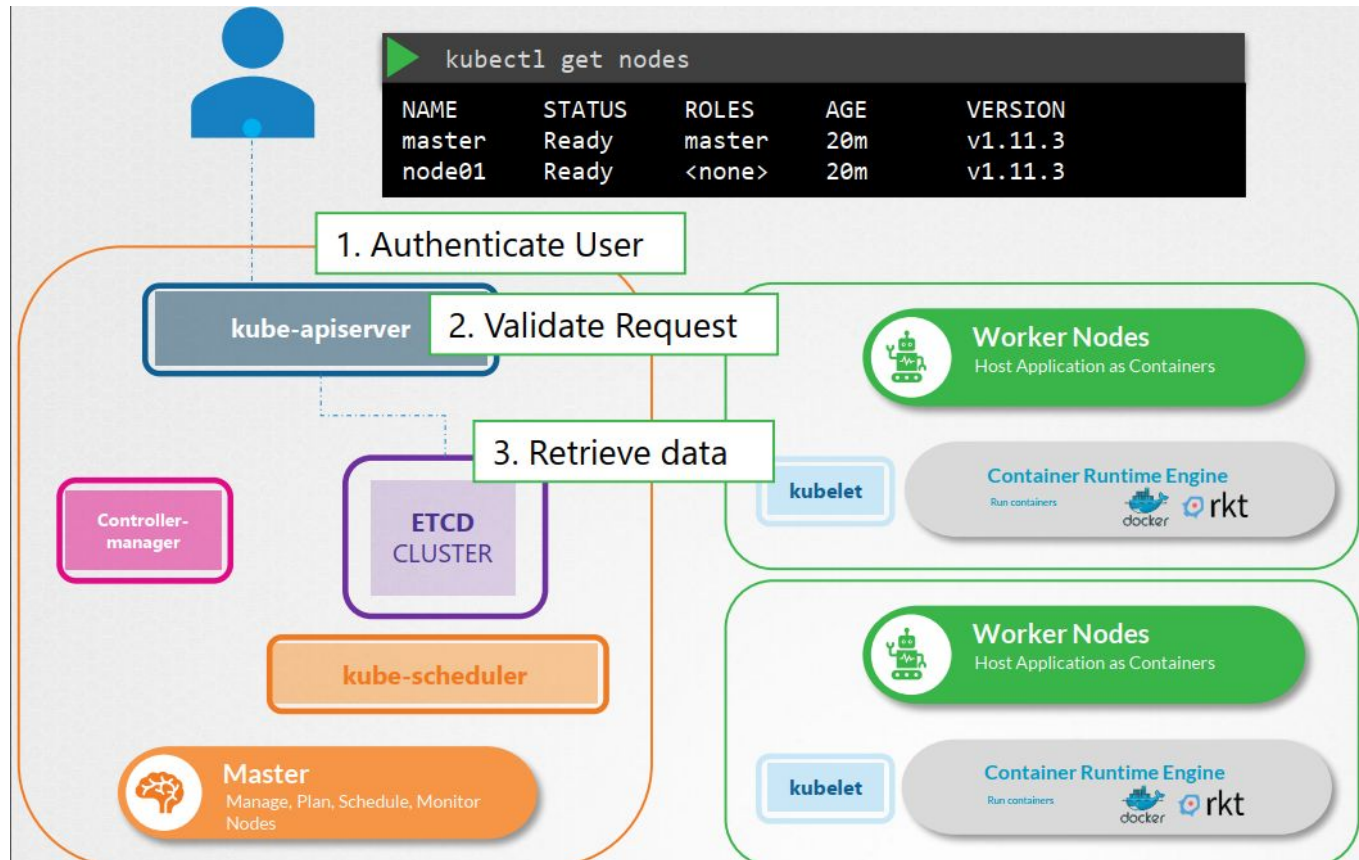 kubectl get nodes
NAME STATUS ROLES AGE VERSION
master Ready master 20m v1.11.3
node01 Ready <none> 20m v1.11.3
1. Authenticate User
kube-apiserver
2. Validate Request
3. Retrieve data
Controller-
manager
ETCD
CLUSTER
kube-scheduler
Master
Manage, Plan, Schedule, Monitor
Nodes
Worker Nodes
Host Application as Containers
kubelet
Container Runtime Engine
Run containers
docker
rkt
Worker Nodes
Host Application as Containers
kubelet
Container Runtime Engine
Run containers
docker
rkt